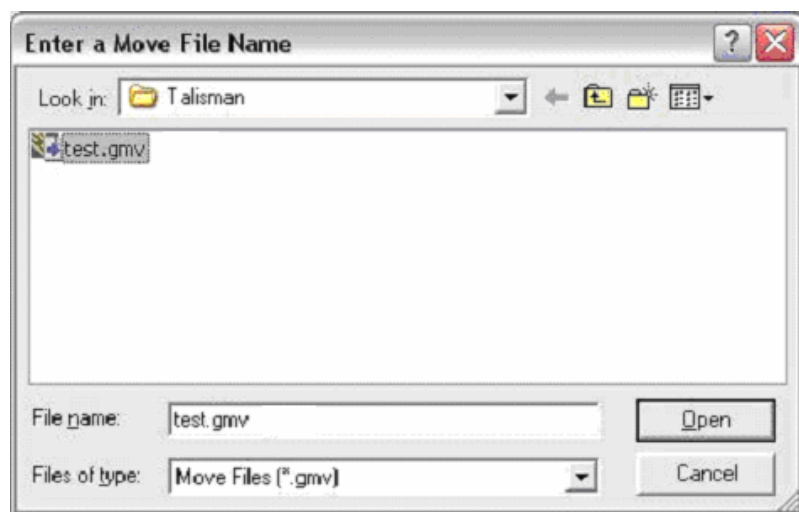 Enter a Move File Name
Look in: Talisman
test.gmv
File name: test.gmv Open
Files of type: Move Files (*.gmv) Cancel